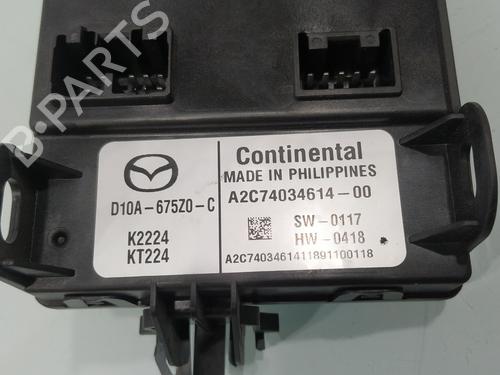 B-PARTS
Continental
MADE IN PHILIPPINES
D10A-675Z0-C
A2C74034614-00
K2224
KT224
SW-0117
HW-0418
A2C7403461411891100118